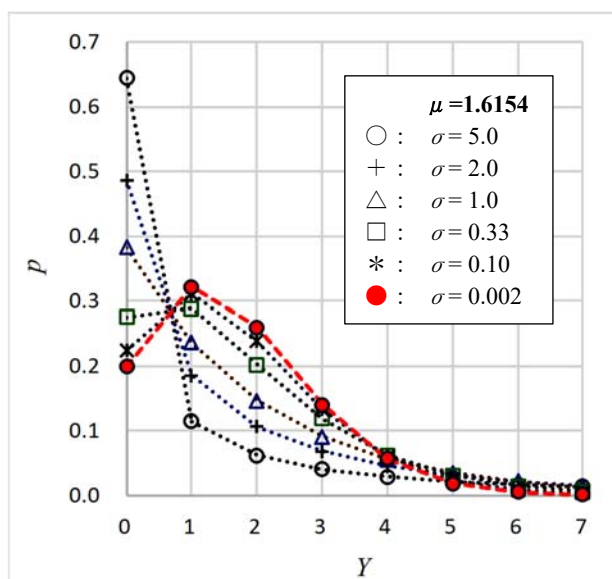 0.7
0.6
0.5
0.4
0.3
0.2
0.1
0.0
p
μ =1.6154
○ : σ = 5.0
+ : σ = 2.0
△ : σ = 1.0
□ : σ = 0.33
* : σ = 0.10
● : σ = 0.002
0 1 2 3 4 5 6 7
Y